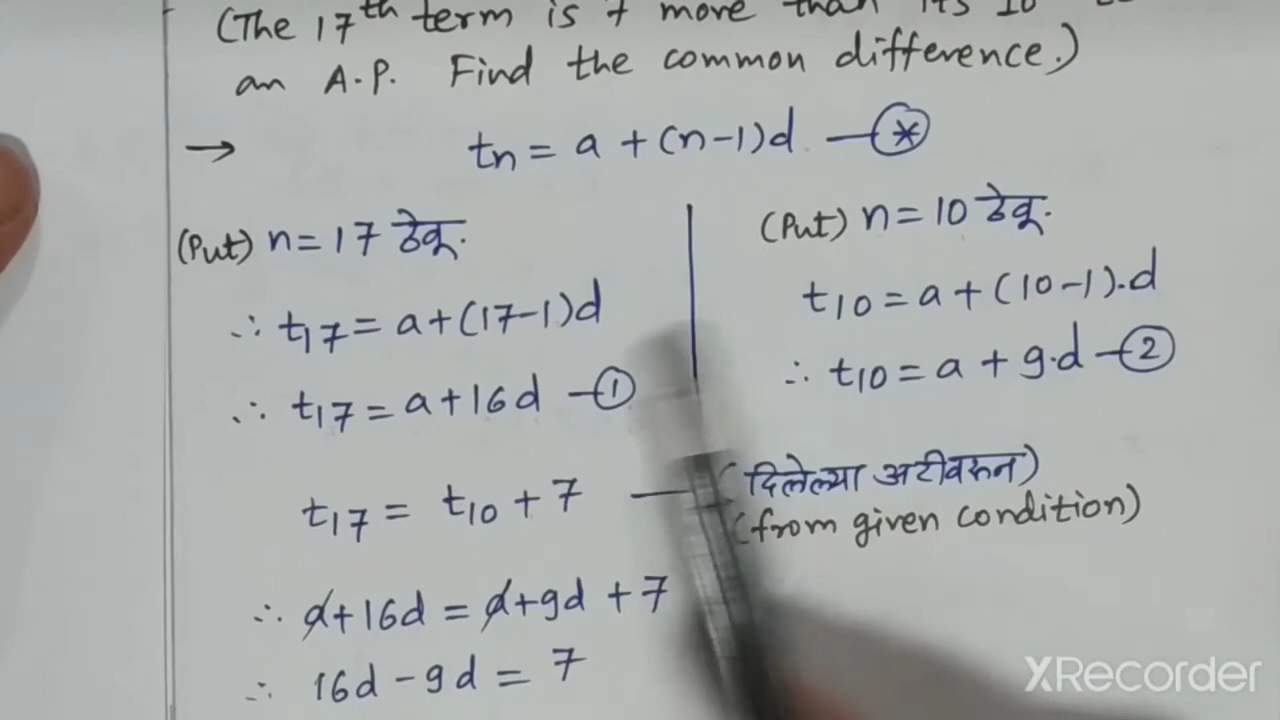 (The 17th term is 7 more than its 10
an A.P. Find the common difference.)
→ tn = a + (n-1)d —(*)
(Put) n = 17 ठेवू.
∴ t17 = a+(17-1)d
∴ t17 = a+16d —①
(Put) n = 10 ठेवू.
t10 = a + (10-1).d
∴ t10 = a + 9.d —②
t17 = t10 + 7 — (दिलेल्या अटीवरून)
(from given condition)
∴ a+16d = a+9d + 7
∴ 16d - 9d = 7
XRecorder